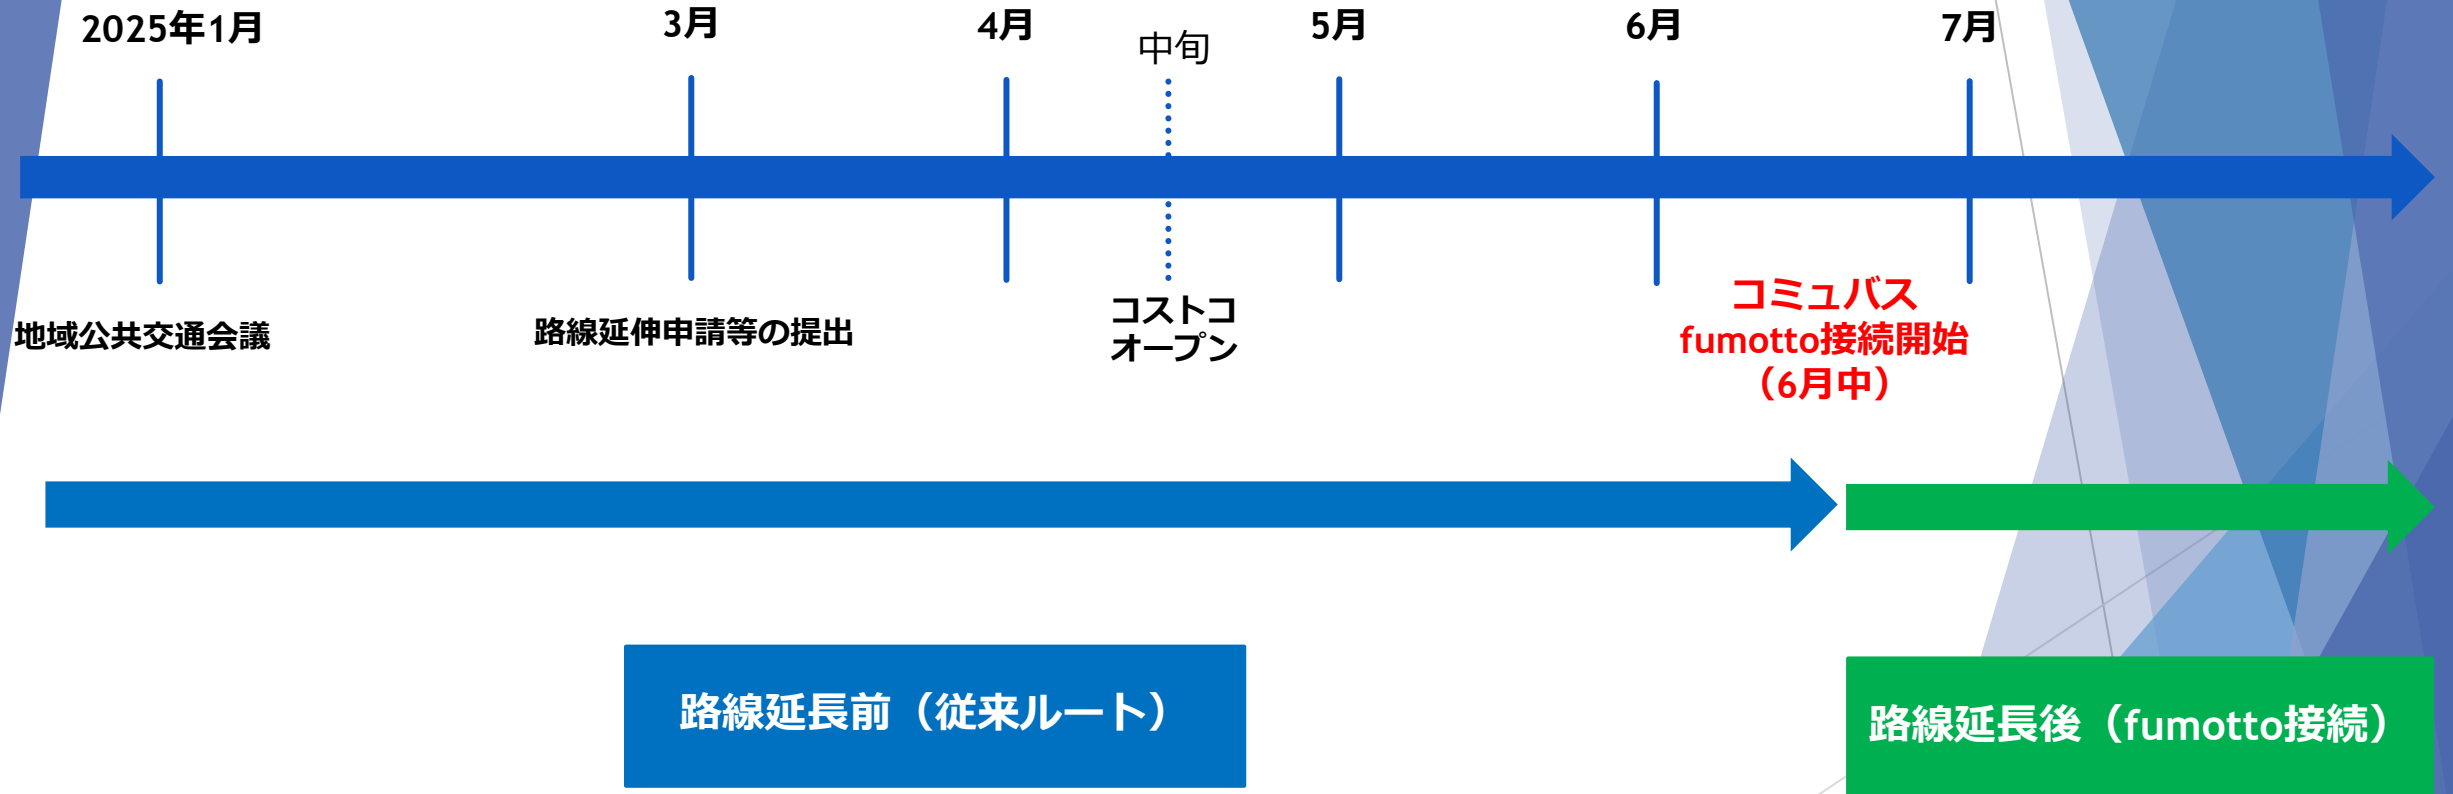 2025年1月
3月
4月
中旬
5月
6月
7月
地域公共交通会議
路線延伸申請等の提出
コストコ
オープン
コミュバス
fumotto接続開始
（6月中）
路線延長前（従来ルート）
路線延長後（fumotto接続）